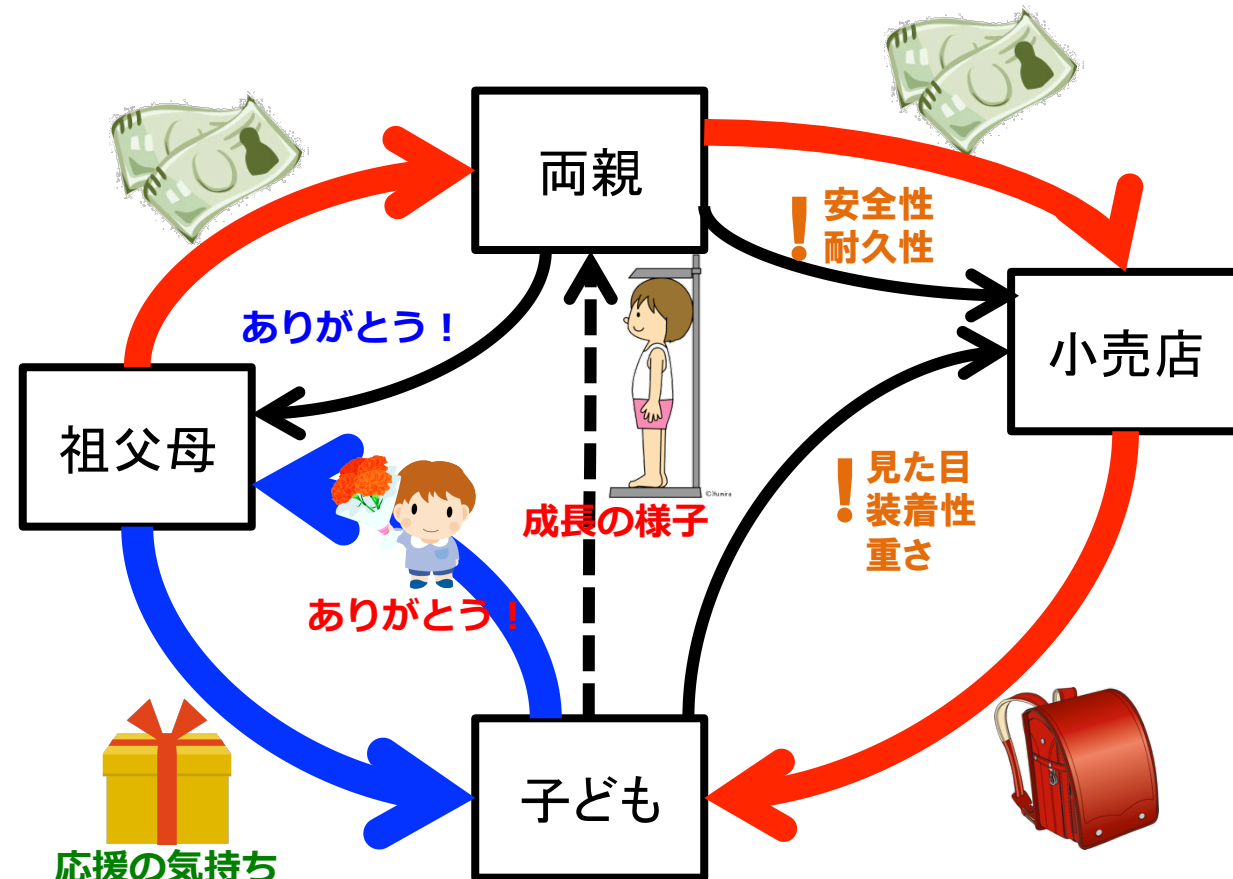 両親
安全性
耐久性
ありがとう！
小売店
祖父母
見た目
装着性
重さ
成長の様子
ありがとう！
子ども
応援の気持ち
©Yumira